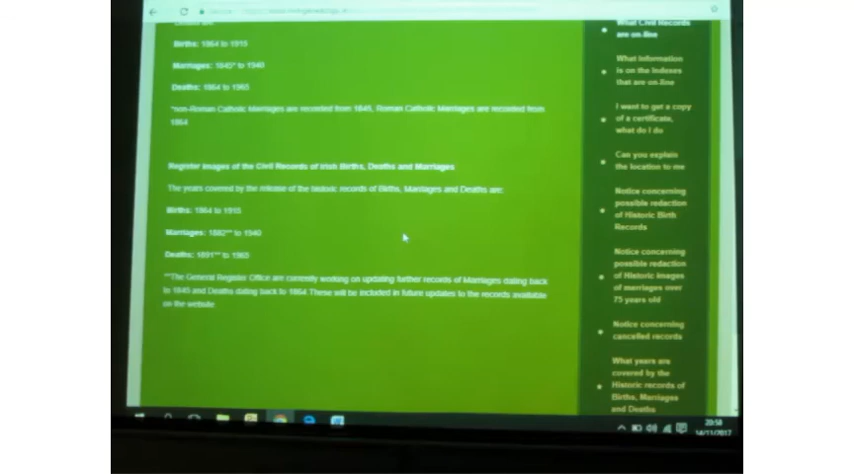 Births: 1864 to 1915
Marriages: 1845* to 1940
Deaths: 1864 to 1965
*non-Roman Catholic Marriages are recorded from 1845, Roman Catholic Marriages are recorded from
1864
Register Images of the Civil Records of Irish Births, Deaths and Marriages
The years covered by the release of the historic records of Births, Marriages and Deaths are:
Births: 1864 to 1915
Marriages: 1882** to 1940
Deaths: 1891** to 1965
**The General Register Office are currently working on updating further records of Marriages dating back
to 1845 and Deaths dating back to 1864.These will be included in future updates to the records available
on the website.
What Civil Records
are on-line
What information
is on the Indexes
that are on-line
I want to get a copy
of a certificate,
what do I do
Can you explain
the location to me
Notice concerning
possible redaction
of Historic Birth
Records
Notice concerning
possible redaction
of Historic Images
of marriages over
75 years old
Notice concerning
cancelled records
What years are
covered by the
Historic records of
Births, Marriages
and Deaths
20:58
14/11/2017